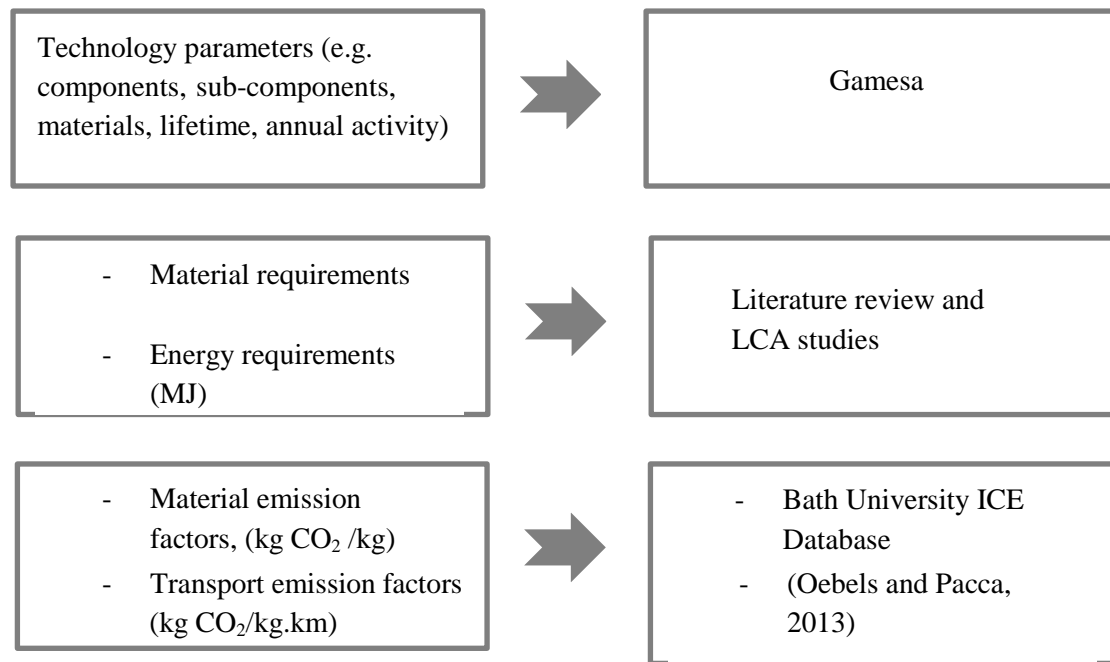 Technology parameters (e.g.
components, sub-components,
materials, lifetime, annual activity)
Gamesa
- Material requirements
- Energy requirements
(MJ)
Literature review and
LCA studies
- Material emission
factors, (kg CO₂ /kg)
- Transport emission factors
(kg CO₂/kg.km)
- Bath University ICE
Database
- (Oebels and Pacca,
2013)